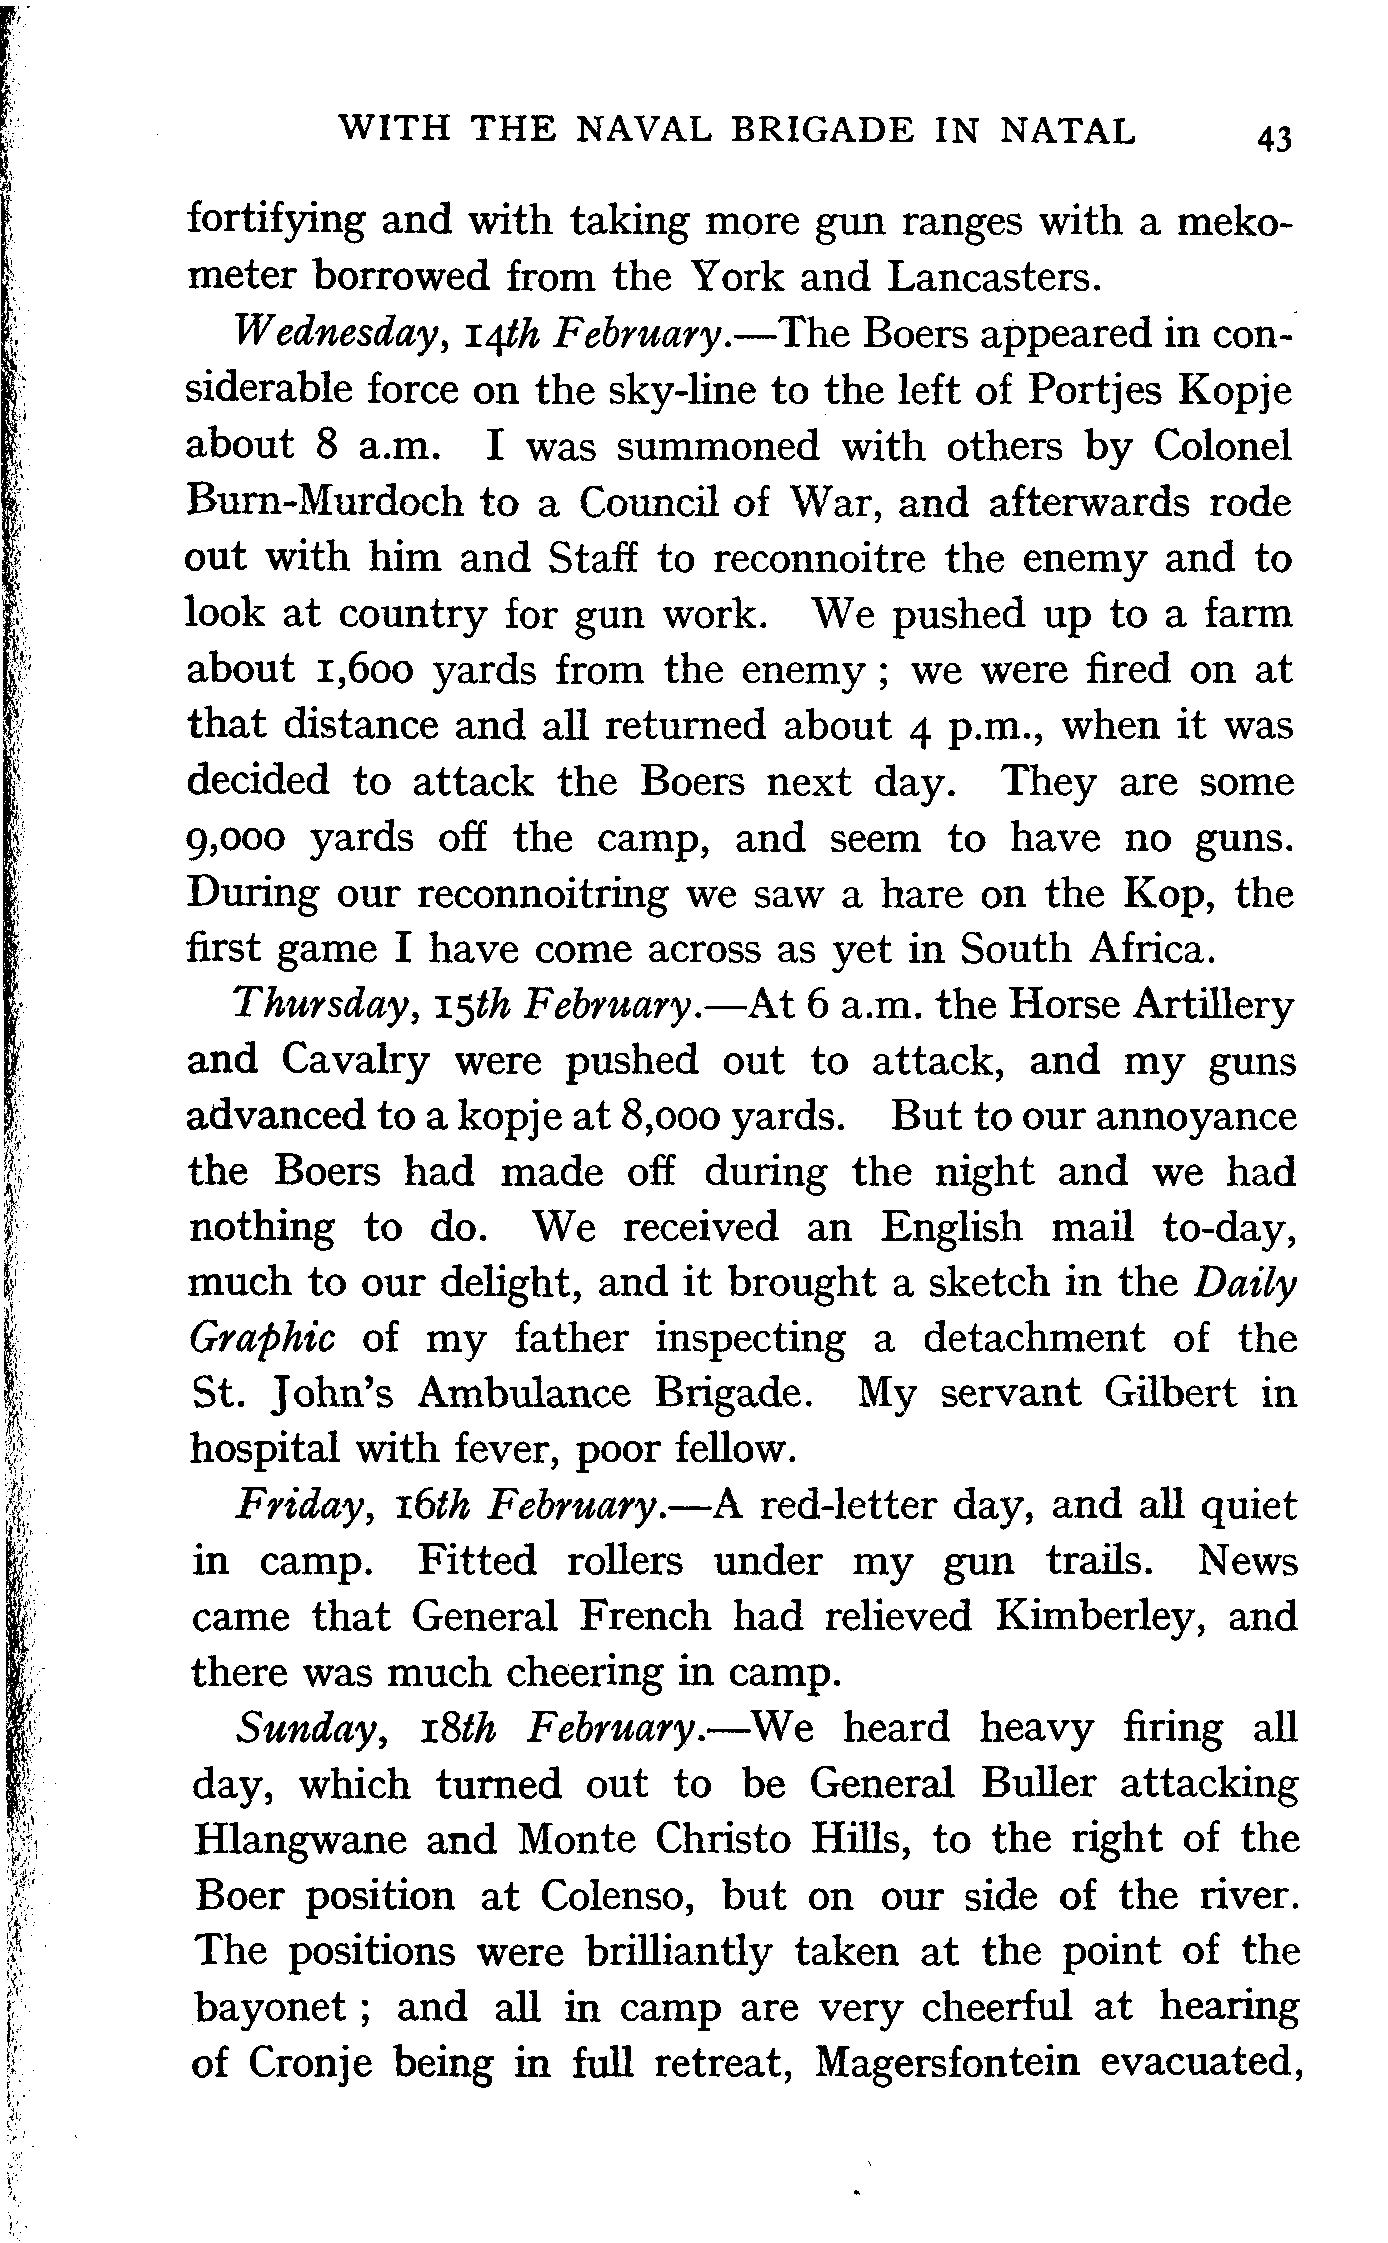 WITH THE NAVAL BRIGADE IN NATAL 43
fortifying and with taking more gun ranges with a meko-
meter borrowed from the York and Lancasters.
Wednesday, 14th February.—The Boers appeared in con-
siderable force on the sky-line to the left of Portjes Kopje
about 8 a.m. I was summoned with others by Colonel
Burn-Murdoch to a Council of War, and afterwards rode
out with him and Staff to reconnoitre the enemy and to
look at country for gun work. We pushed up to a farm
about 1,600 yards from the enemy ; we were fired on at
that distance and all returned about 4 p.m., when it was
decided to attack the Boers next day. They are some
9,000 yards off the camp, and seem to have no guns.
During our reconnoitring we saw a hare on the Kop, the
first game I have come across as yet in South Africa.
Thursday, 15th February.—At 6 a.m. the Horse Artillery
and Cavalry were pushed out to attack, and my guns
advanced to a kopje at 8,000 yards. But to our annoyance
the Boers had made off during the night and we had
nothing to do. We received an English mail to-day,
much to our delight, and it brought a sketch in the Daily
Graphic of my father inspecting a detachment of the
St. John's Ambulance Brigade. My servant Gilbert in
hospital with fever, poor fellow.
Friday, 16th February.—A red-letter day, and all quiet
in camp. Fitted rollers under my gun trails. News
came that General French had relieved Kimberley, and
there was much cheering in camp.
Sunday, 18th February.—We heard heavy firing all
day, which turned out to be General Buller attacking
Hlangwane and Monte Christo Hills, to the right of the
Boer position at Colenso, but on our side of the river.
The positions were brilliantly taken at the point of the
bayonet ; and all in camp are very cheerful at hearing
of Cronje being in full retreat, Magersfontein evacuated,